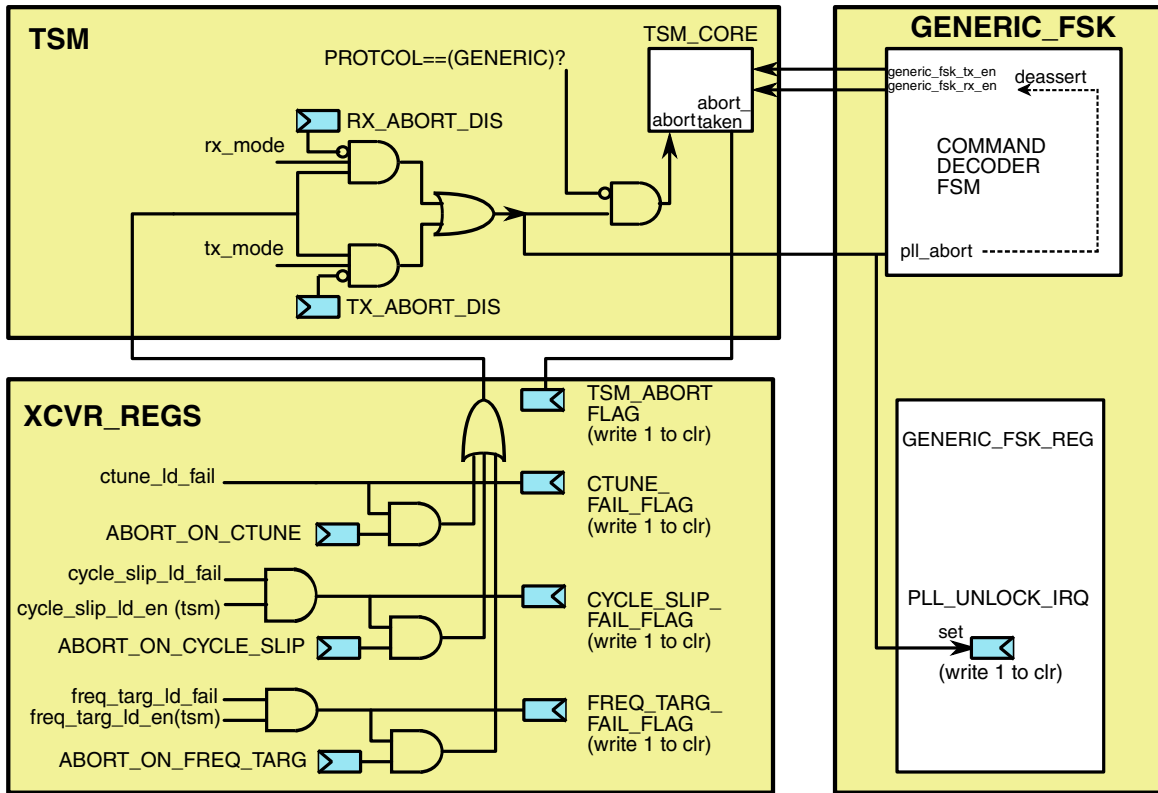 TSM
TSM_CORE
PROTCOL==(GENERIC)?
abort_
abort
taken
RX_ABORT_DIS
rx_mode
tx_mode
TX_ABORT_DIS
GENERIC_FSK
generic_fsk_tx_en
generic_fsk_rx_en
deassert
COMMAND
DECODER
FSM
pll_abort
XCVR_REGS
TSM_ABORT
FLAG
(write 1 to clr)
ctune_ld_fail
CTUNE_
FAIL_FLAG
(write 1 to clr)
ABORT_ON_CTUNE
cycle_slip_ld_fail
cycle_slip_ld_en (tsm)
CYCLE_SLIP_
FAIL_FLAG
(write 1 to clr)
ABORT_ON_CYCLE_SLIP
freq_targ_ld_fail
freq_targ_ld_en(tsm)
FREQ_TARG_
FAIL_FLAG
(write 1 to clr)
ABORT_ON_FREQ_TARG
GENERIC_FSK_REG
PLL_UNLOCK_IRQ
set
(write 1 to clr)